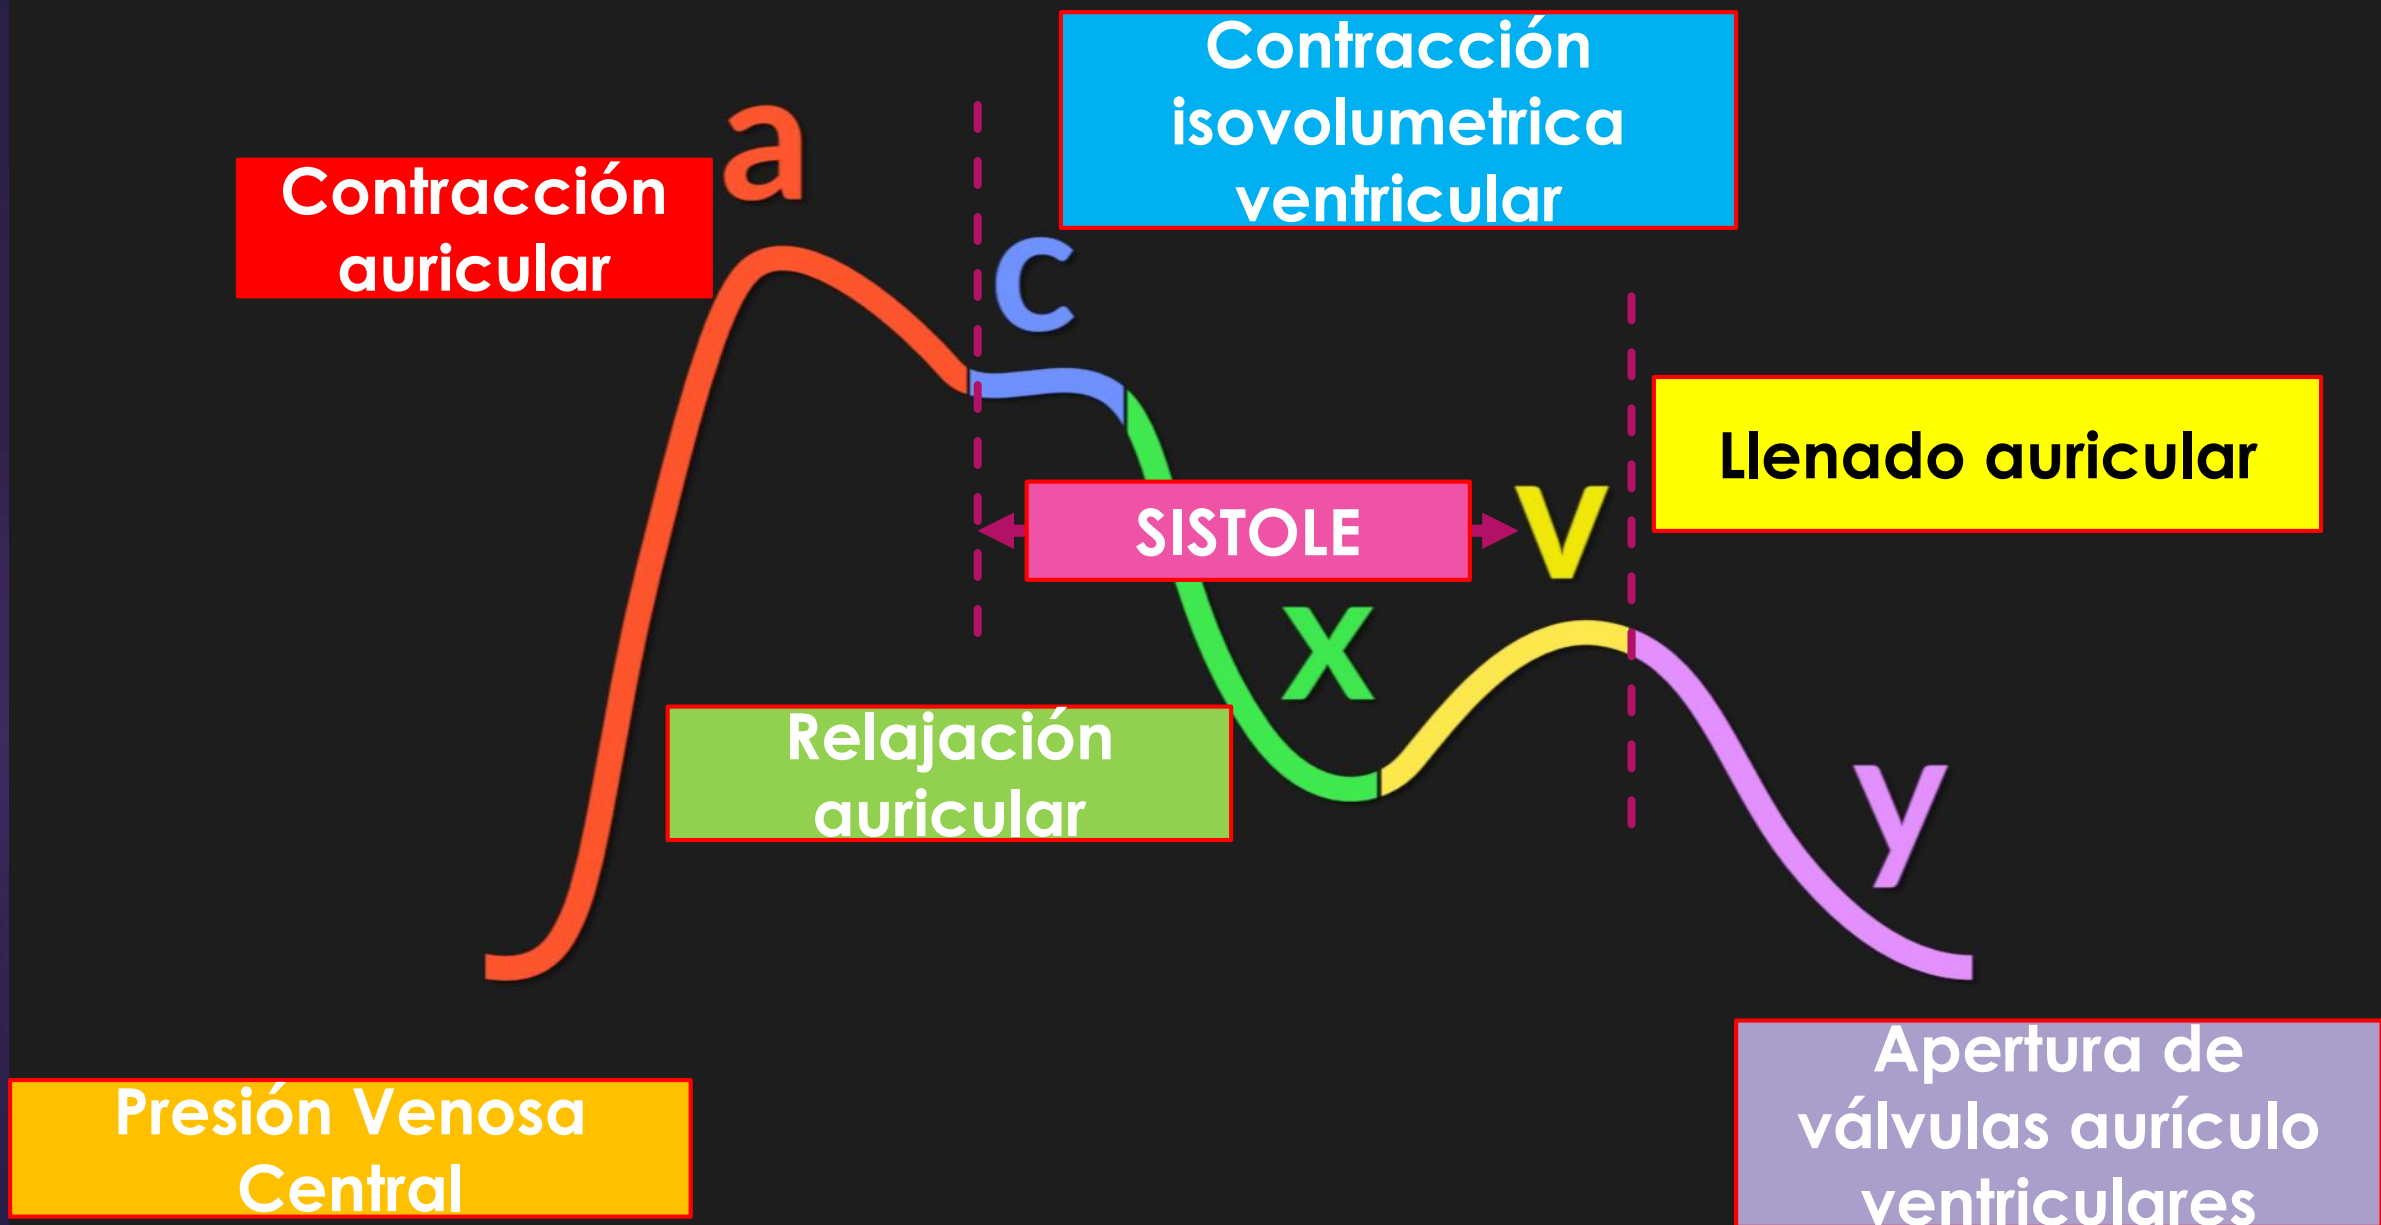 a
Contracción
auricular
Contracción
isovolumetrica
ventricular
c
Llenado auricular
SISTOLE
v
x
Relajación
auricular
y
Presión Venosa
Central
Apertura de
válvulas aurículo
ventriculares